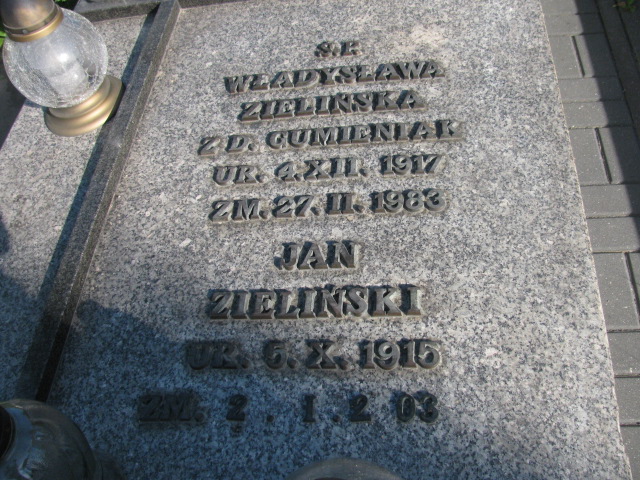 Ś.P.
WŁADYSŁAWA
ZIELIŃSKA
Z D. GUMIENIAK
UR. 4.XII. 1917
ZM. 27. II. 1983
JAN
ZIELIŃSKI
UR. 5. X. 1915
ZM. 2 . 1. 2 03